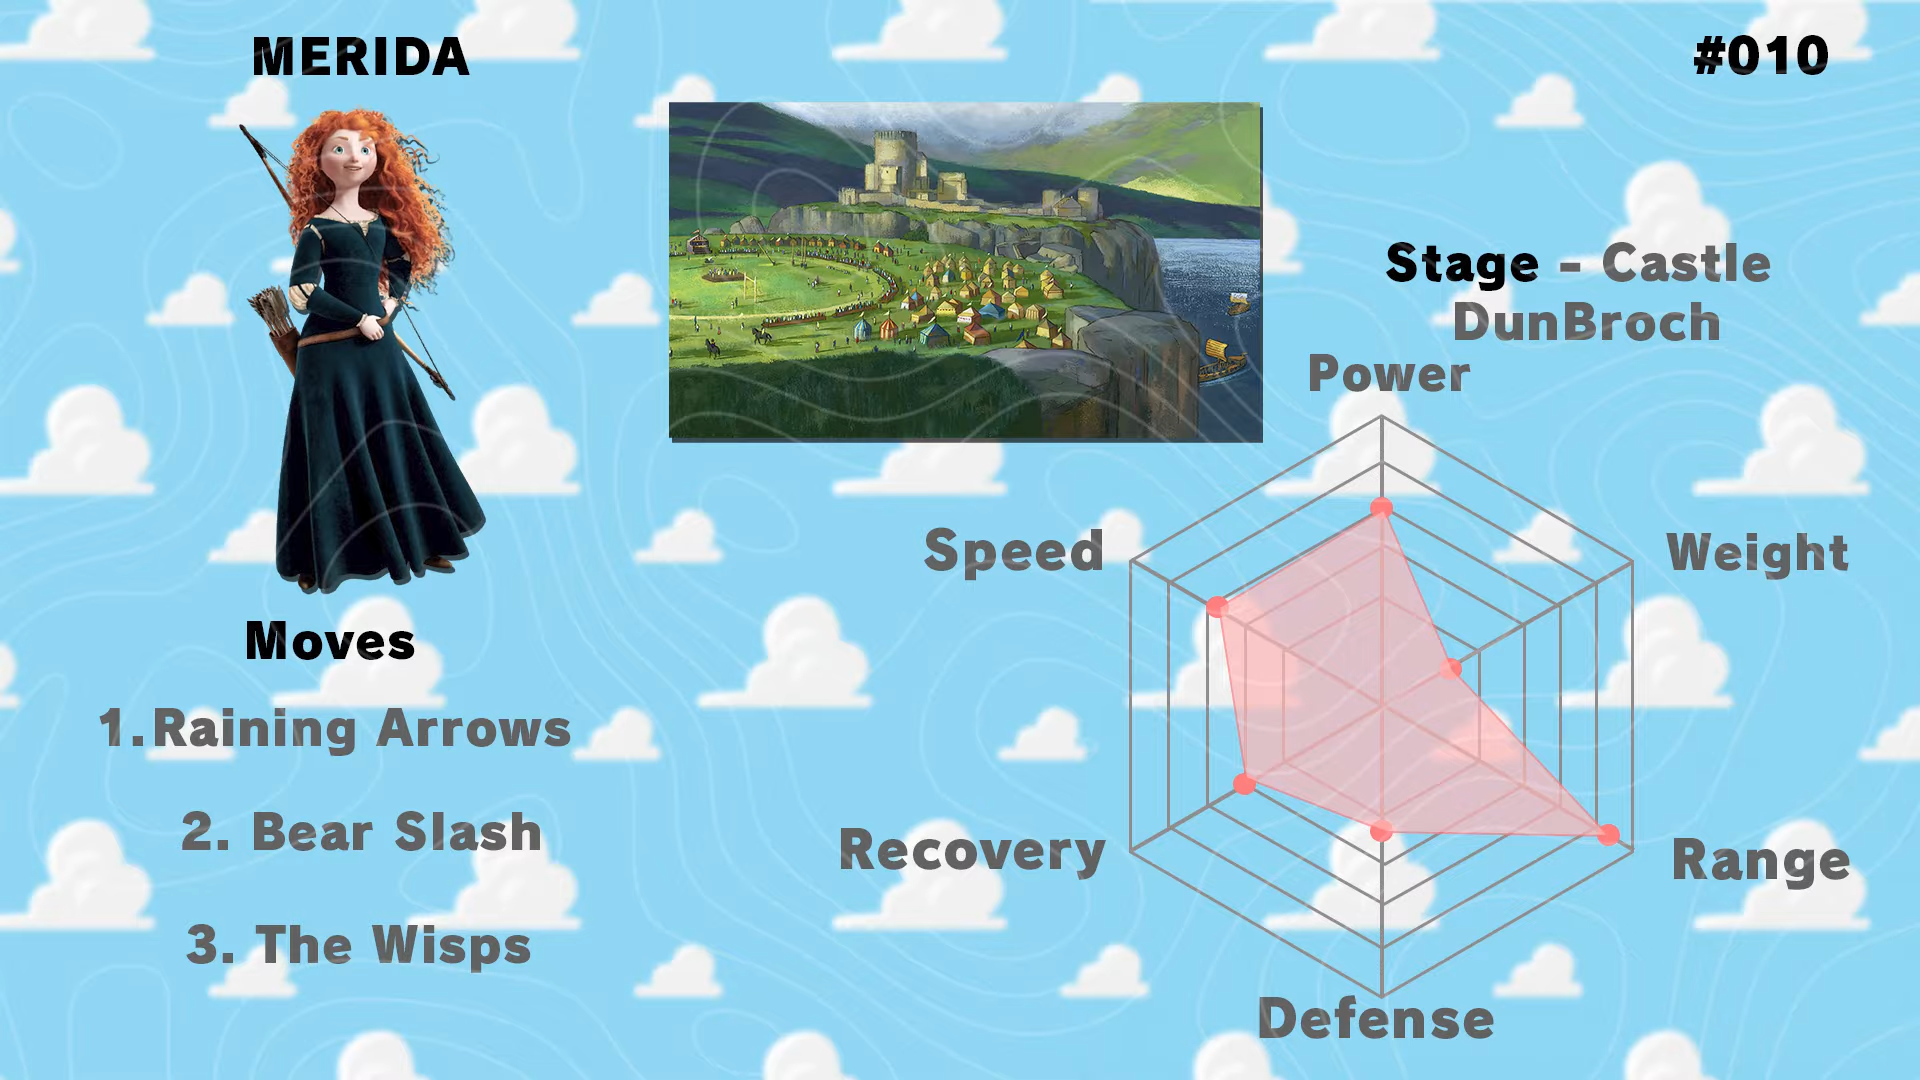 MERIDA
#010
Stage - Castle
DunBroch
Power
Speed
Weight
Moves
1.Raining Arrows
2. Bear Slash
Recovery
Range
3. The Wisps
Defense